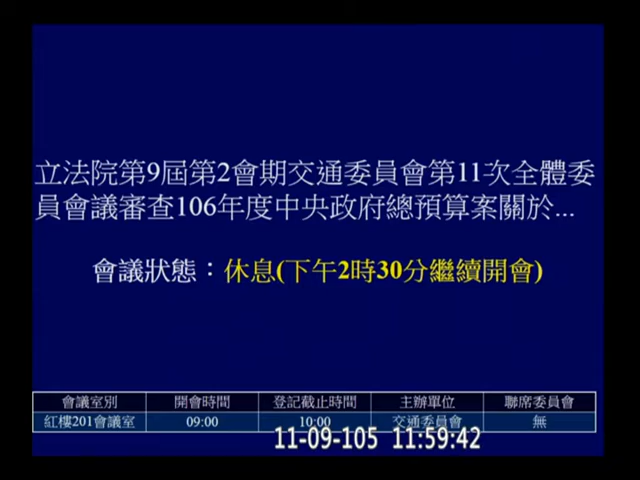 立法院第9屆第2會期交通委員會第11次全體委
員會議審查106年度中央政府總預算案關於...
會議狀態：休息(下午2時30分繼續開會)
會議室別 開會時間 登記截止時間 主辦單位 聯席委員會
紅樓201會議室 09:00 10:00 交通委員會 無
11-09-105 11:59:42